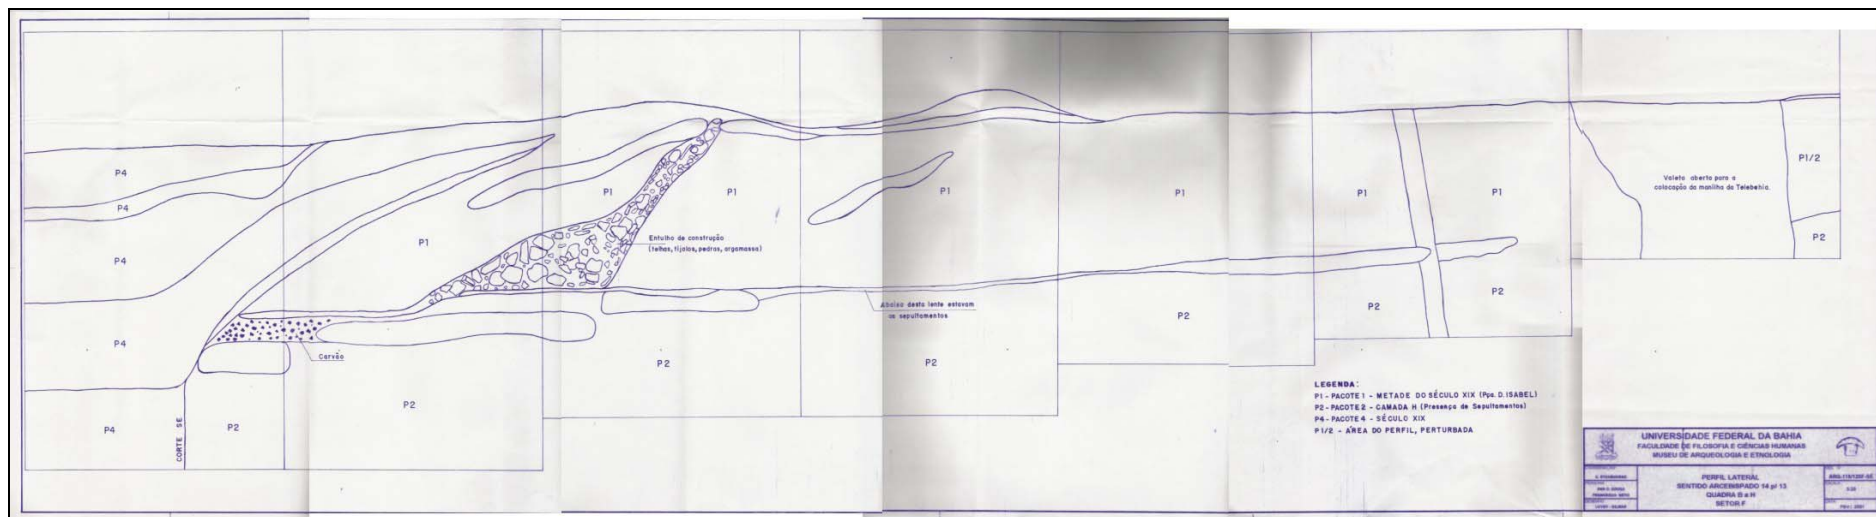 P4
P4
P4
P4
P4
CORTE SE
P2
P1
Carvão
P2
P1
P1
Entulho de construção
(telhas, tijolos, pedras, argamassa)
P2
P1
Abaixo desta lente estavam
os sepultamentos
P2
P1
P2
P1
P2
P1
P2
Valeta aberta para a
colocação da manilha da Telebahia.
P1/2
P2
LEGENDA:
P1 - PACOTE 1 - METADE DO SÉCULO XIX (Pça. D. ISABEL)
P2 - PACOTE 2 - CAMADA H (Presença de Sepultamentos)
P4 - PACOTE 4 - SÉCULO XIX
P1/2 - ÁREA DO PERFIL, PERTURBADA
UNIVERSIDADE FEDERAL DA BAHIA
FACULDADE DE FILOSOFIA E CIÊNCIAS HUMANAS
MUSEU DE ARQUEOLOGIA E ETNOLOGIA
PERFIL LATERAL
SENTIDO ARCEBISPADO 14 p/ 13
QUADRA B a H
SETOR F